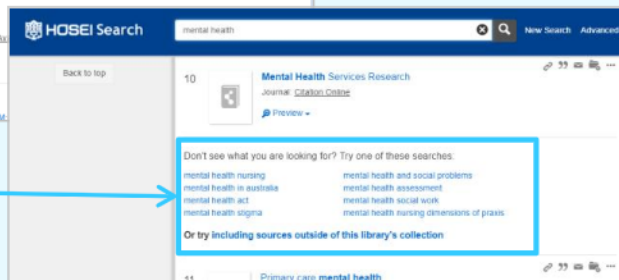 HOSEI Search
mental health
New Search Advanced
Back to top
10
Mental Health Services Research
Journal Citation Online
Preview
Don't see what you are looking for? Try one of these searches:
mental health nursing mental health and social problems
mental health in australia mental health assessment
mental health act mental health social work
mental health stigma mental health nursing dimensions of praxis
Or try including sources outside of this library's collection
11 Primary care mental health